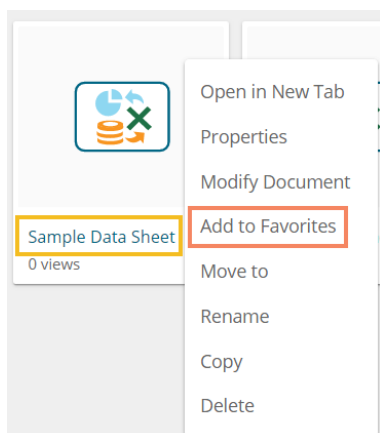 Sample Data Sheet
0 views
Open in New Tab
Properties
Modify Document
Add to Favorites
Move to
Rename
Copy
Delete